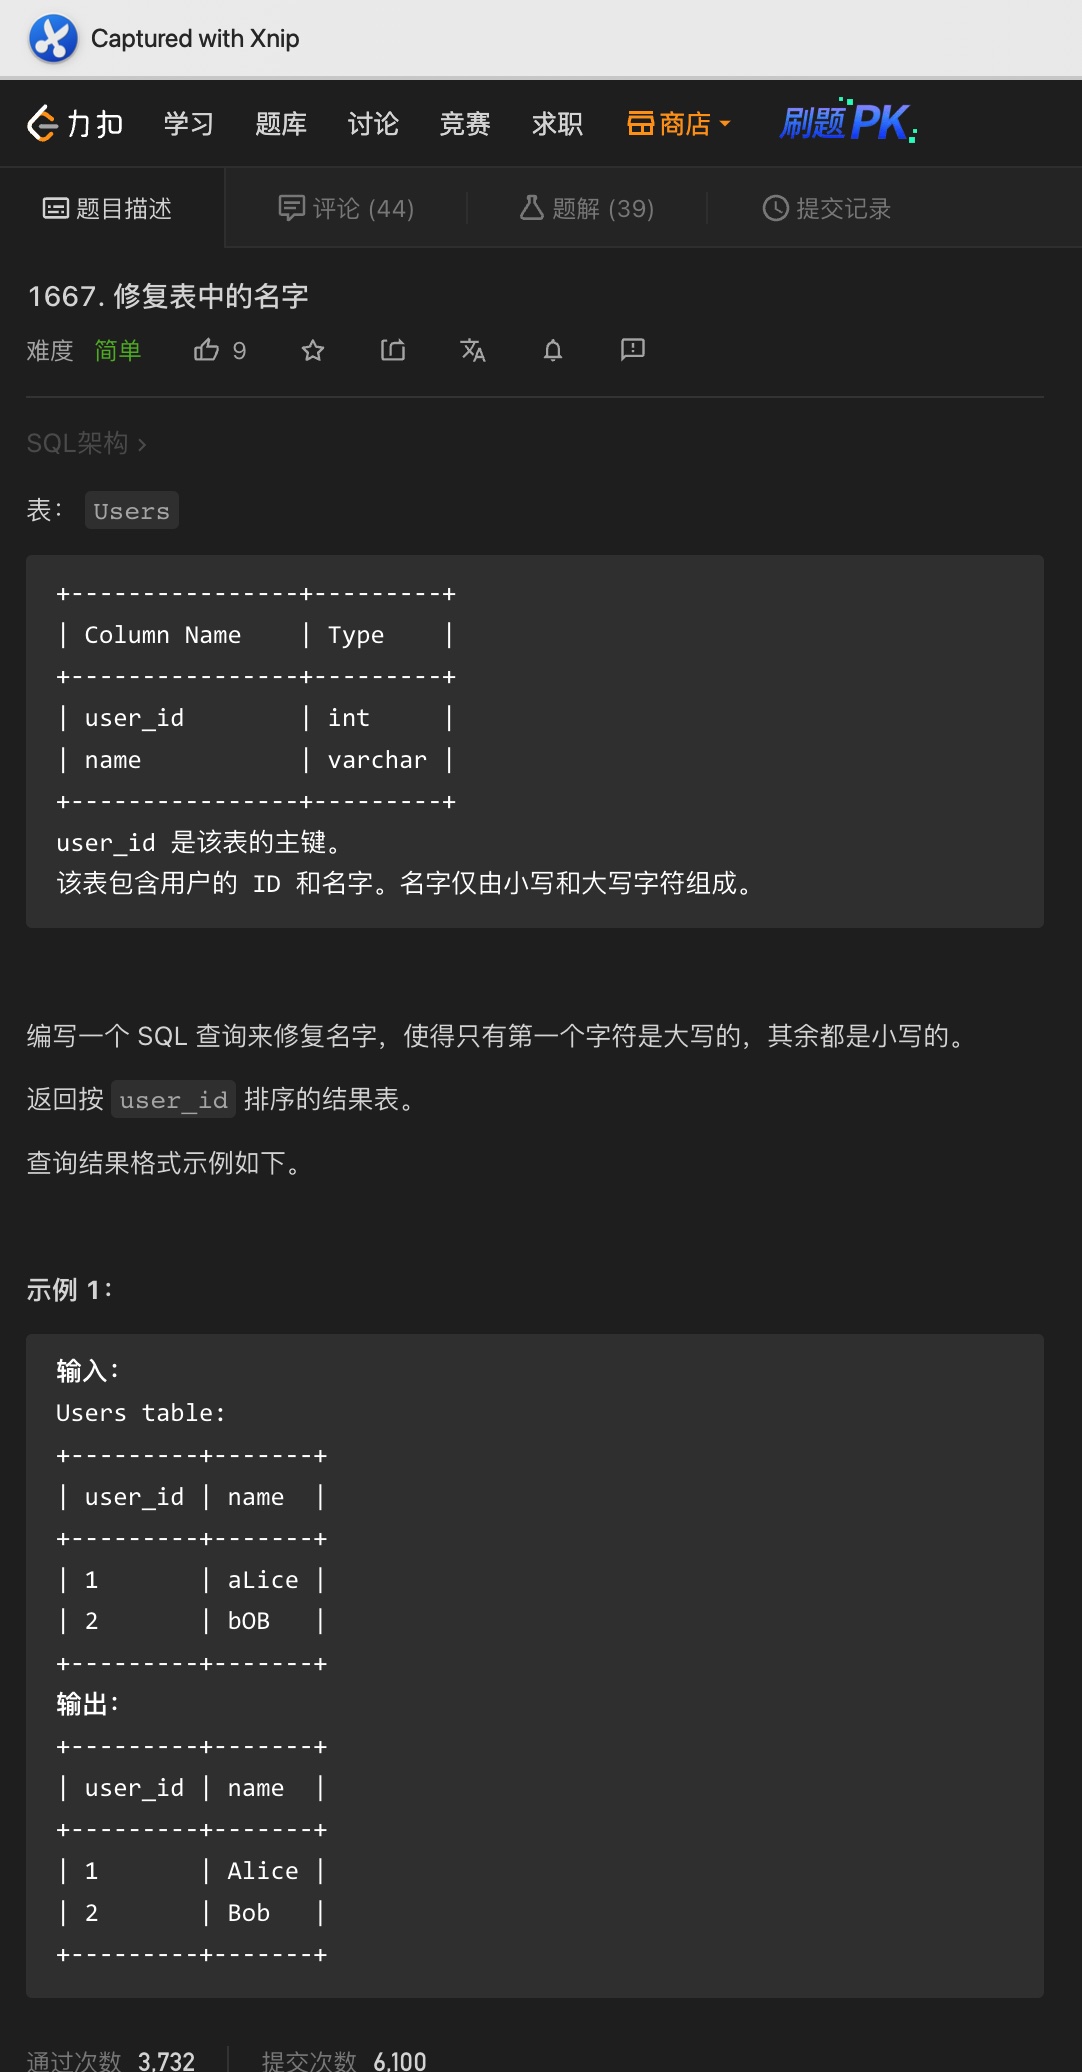 Captured with Xnip
力扣 学习 题库 讨论 竞赛 求职 商店 刷题PK
题目描述 评论 (44) 题解 (39) 提交记录
1667. 修复表中的名字
难度 简单 9
SQL架构 ›
表： Users
+----------------+---------+
| Column Name    | Type    |
+----------------+---------+
| user_id        | int     |
| name           | varchar |
+----------------+---------+
user_id 是该表的主键。
该表包含用户的 ID 和名字。名字仅由小写和大写字符组成。
编写一个 SQL 查询来修复名字，使得只有第一个字符是大写的，其余都是小写的。
返回按 user_id 排序的结果表。
查询结果格式示例如下。
示例 1：
输入：
Users table:
+---------+-------+
| user_id | name  |
+---------+-------+
| 1       | aLice |
| 2       | bOB   |
+---------+-------+
输出：
+---------+-------+
| user_id | name  |
+---------+-------+
| 1       | Alice |
| 2       | Bob   |
+---------+-------+
通过次数 3,732 提交次数 6,100